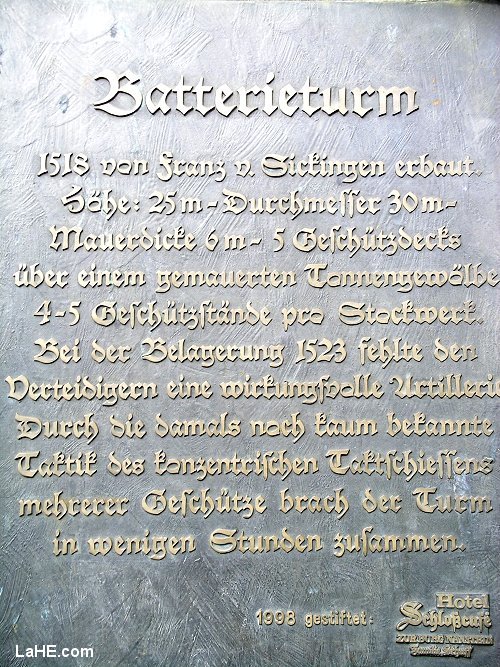 Batterieturm
1518 von Franz v. Sickingen erbaut.
Höhe: 25 m - Durchmesser 30 m -
Mauerdicke 6 m - 5 Geschützdecks
über einem gemauerten Tonnengewölbe
4-5 Geschützstände pro Stockwerk.
Bei der Belagerung 1523 fehlte den
Verteidigern eine wirkungsvolle Artillerie
Durch die damals noch kaum bekannte
Taktik des konzentrischen Taktschiessens
mehrerer Geschütze brach der Turm
in wenigen Stunden zusammen.
1998 gestiftet:
Hotel
Schloßcafé
ZUR BURG NANSTEIN
LaHE.com